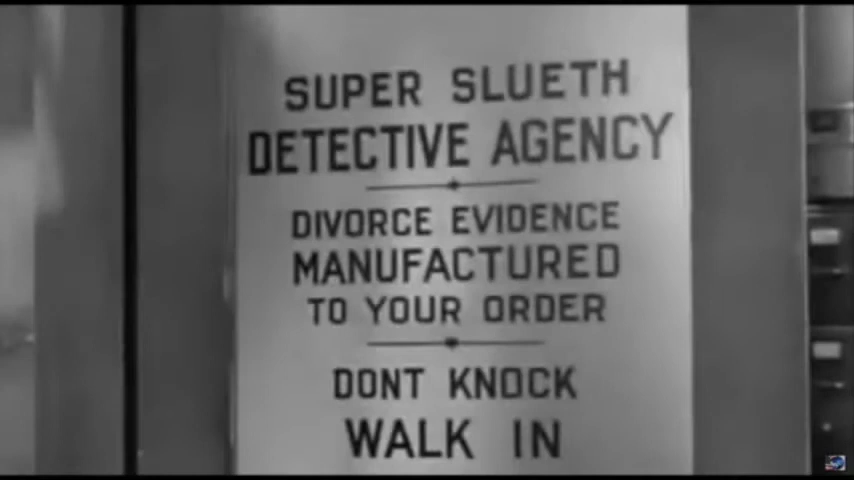 SUPER SLUETH
DETECTIVE AGENCY
DIVORCE EVIDENCE
MANUFACTURED
TO YOUR ORDER
DONT KNOCK
WALK IN